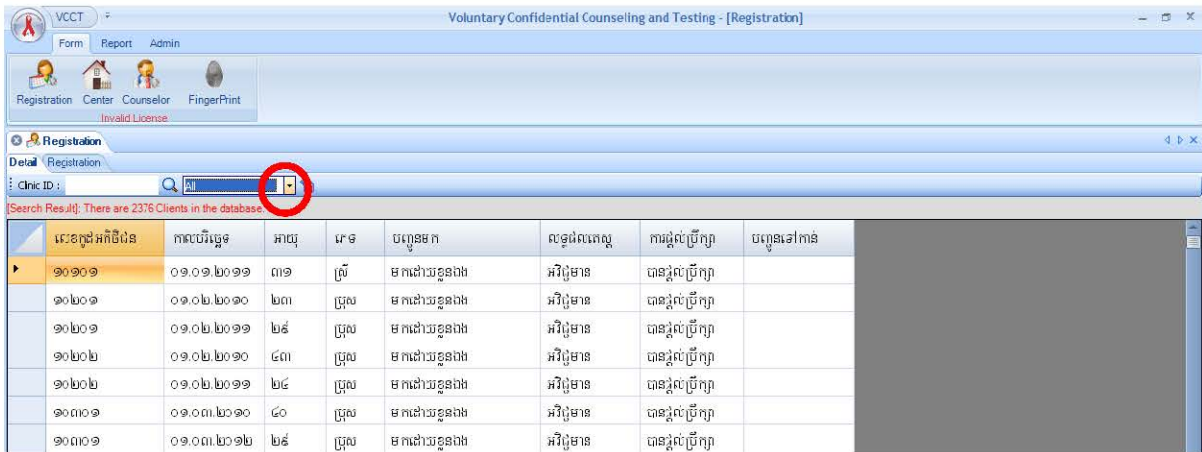 VCCT
Voluntary Confidential Counseling and Testing - [Registration]
Form Report Admin
Registration Center Counselor FingerPrint
Invalid License
Registration
Detail Registration
Clinic ID : All
[Search Result]: There are 2376 Clients in the database.
លេខកូដអតិថិជន កាលបរិច្ឆេទ អាយុ ភេទ បញ្ជូនមក លទ្ធផលតេស្ត ការផ្តល់ប្រឹក្សា បញ្ជូនទៅកាន់
១០១០១ ០១.០១.២០១១ ៣១ ស្រី មកដោយខ្លួនឯង អវិជ្ជមាន បានផ្តល់ប្រឹក្សា
១០២០១ ០១.០២.២០១០ ២៣ ប្រុស មកដោយខ្លួនឯង អវិជ្ជមាន បានផ្តល់ប្រឹក្សា
១០២០១ ០១.០២.២០១១ ២៩ ប្រុស មកដោយខ្លួនឯង អវិជ្ជមាន បានផ្តល់ប្រឹក្សា
១០២០២ ០១.០២.២០១០ ៤៣ ប្រុស មកដោយខ្លួនឯង អវិជ្ជមាន បានផ្តល់ប្រឹក្សា
១០២០២ ០១.០២.២០១១ ២៤ ប្រុស មកដោយខ្លួនឯង អវិជ្ជមាន បានផ្តល់ប្រឹក្សា
១០៣០១ ០១.០៣.២០១០ ៤០ ប្រុស មកដោយខ្លួនឯង អវិជ្ជមាន បានផ្តល់ប្រឹក្សា
១០៣០១ ០១.០៣.២០១២ ២៩ ប្រុស មកដោយខ្លួនឯង អវិជ្ជមាន បានផ្តល់ប្រឹក្សា